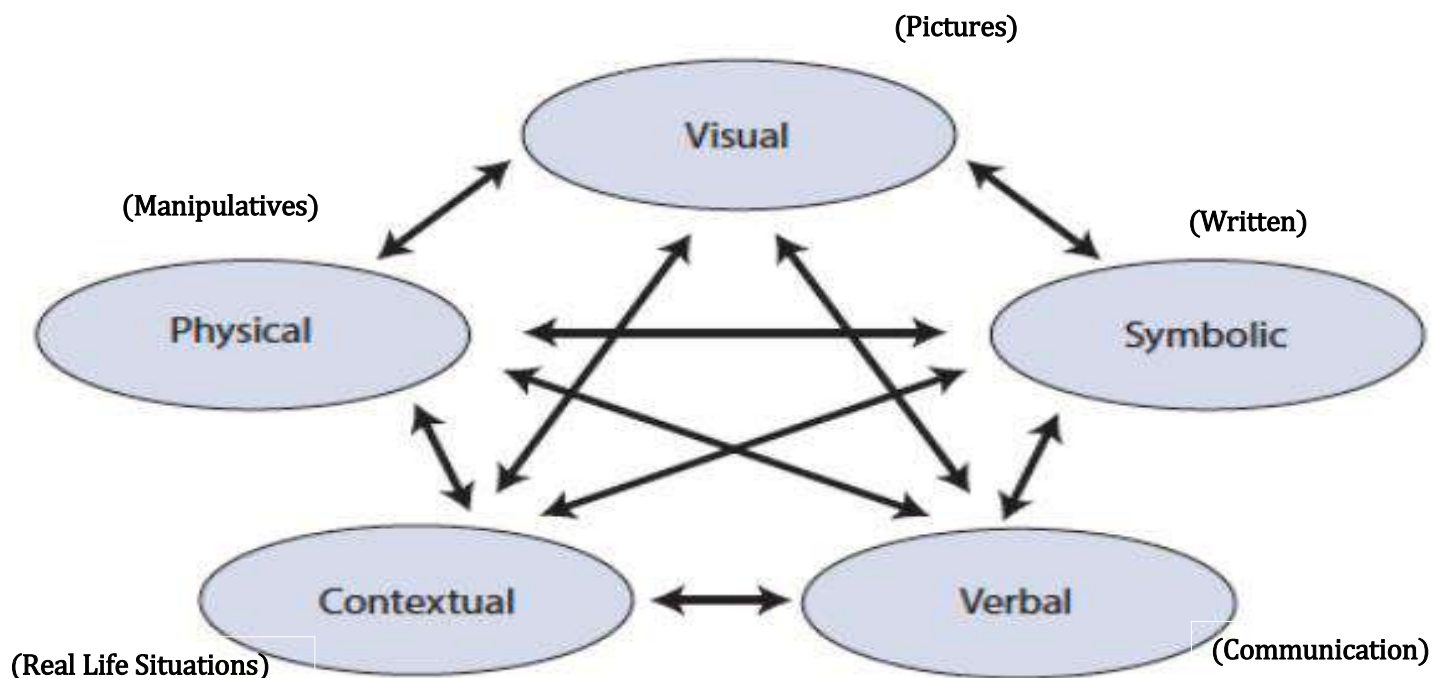 (Pictures)
Visual
(Manipulatives)
(Written)
Physical
Symbolic
Contextual
Verbal
(Real Life Situations)
(Communication)